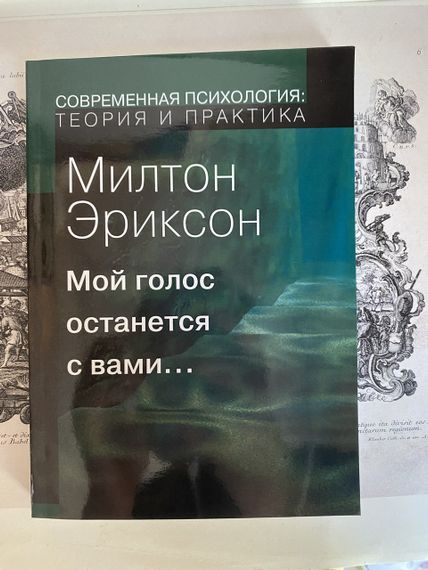 СОВРЕМЕННАЯ ПСИХОЛОГИЯ:
ТЕОРИЯ И ПРАКТИКА
Милтон
Эриксон
Мой голос
останется
с вами...